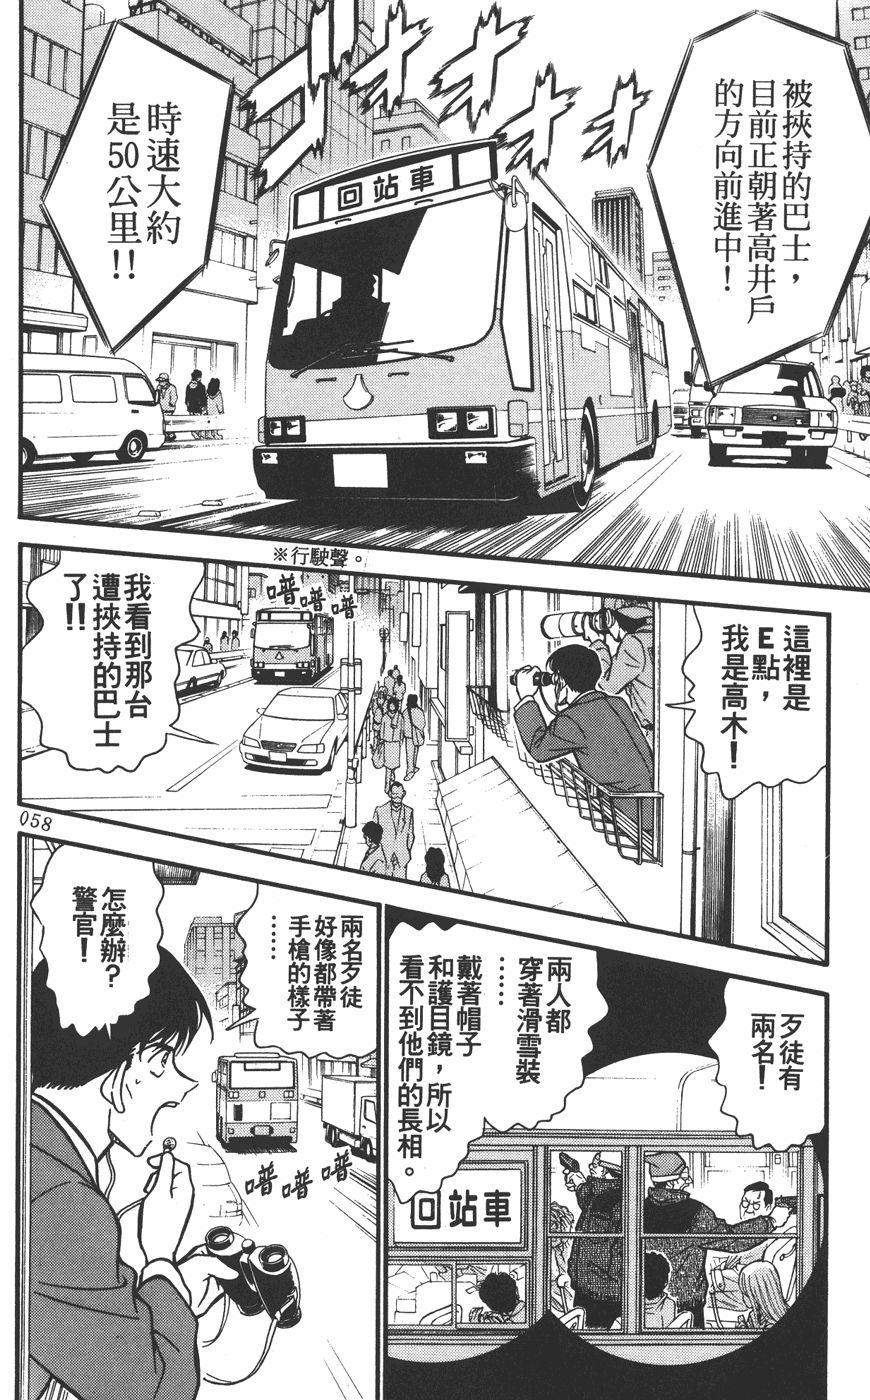 被挾持的巴士，
目前正朝著高井戶
的方向前進中！
時速大約
是50公里!!
ゴオオオオ
回站車
※行駛聲。
這裡是
E點，
我是高木！
我看到那台
遭挾持的巴士
了!!
噗噗噗
058
歹徒有
兩名！
兩人都
穿著滑雪裝
……
戴著帽子
和護目鏡，所以
看不到他們的長相。
回站車
兩名歹徒
好像都帶著
手槍的樣子
……
怎麼辦？
警官！
噗噗噗